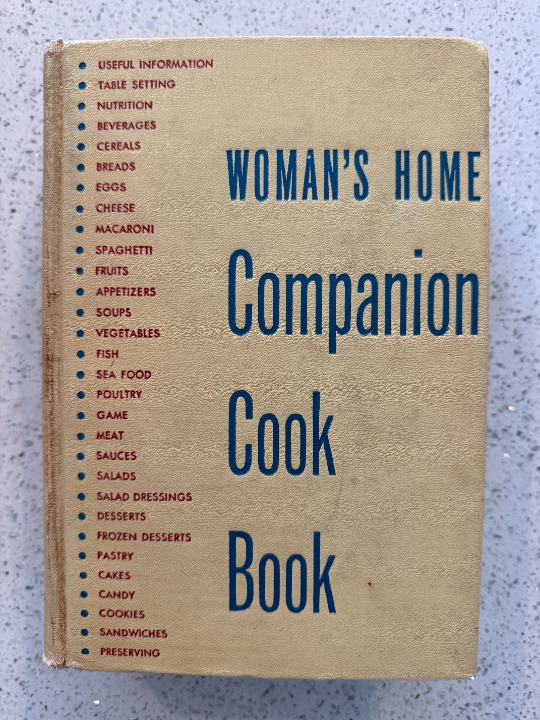 USEFUL INFORMATION
TABLE SETTING
NUTRITION
BEVERAGES
CEREALS
BREADS
EGGS
CHEESE
MACARONI
SPAGHETTI
FRUITS
APPETIZERS
SOUPS
VEGETABLES
FISH
SEA FOOD
POULTRY
GAME
MEAT
SAUCES
SALADS
SALAD DRESSINGS
DESSERTS
FROZEN DESSERTS
PASTRY
CAKES
CANDY
COOKIES
SANDWICHES
PRESERVING
WOMAN'S HOME
Companion
Cook
Book